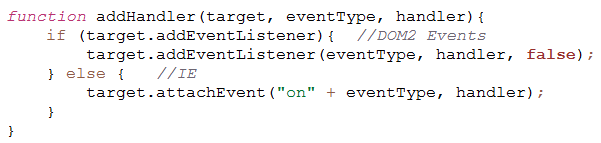 function addHandler(target, eventType, handler){
    if (target.addEventListener){  //DOM2 Events
        target.addEventListener(eventType, handler, false);
    } else {   //IE
        target.attachEvent("on" + eventType, handler);
    }
}